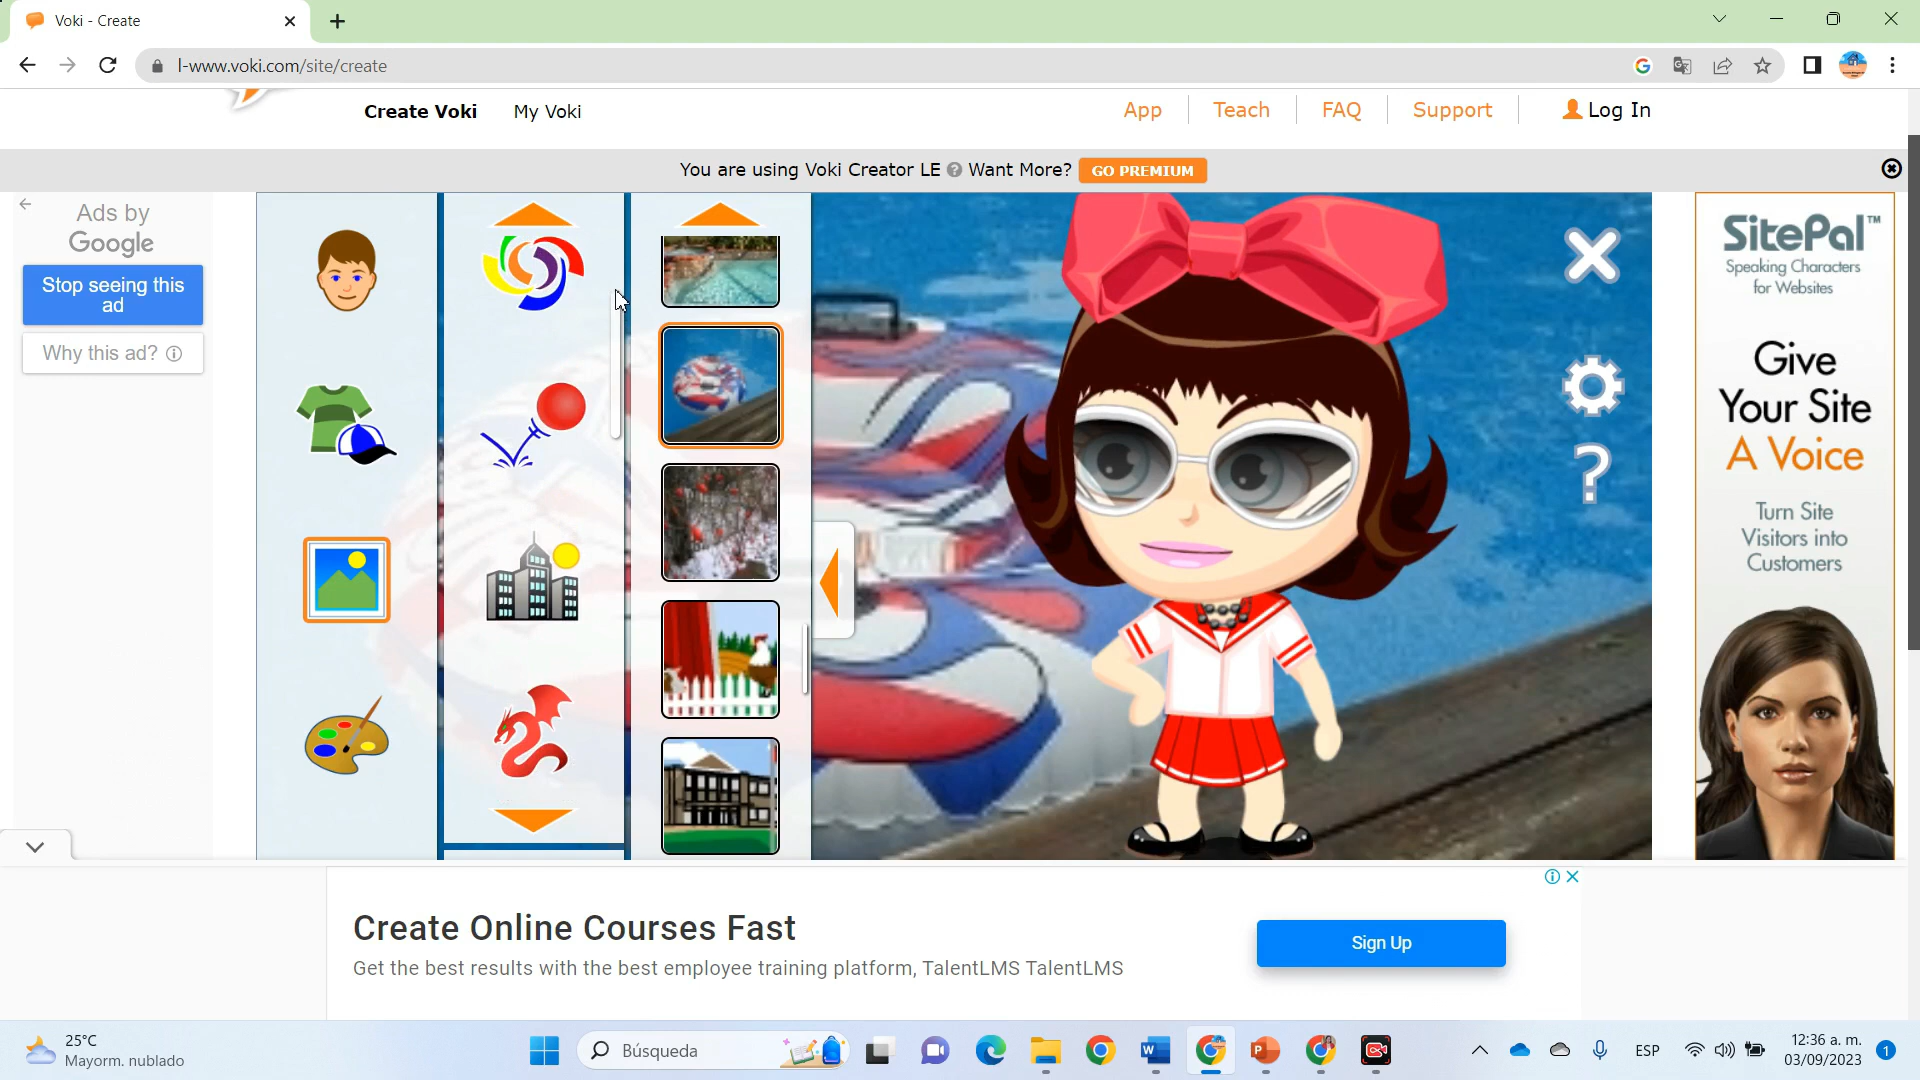 Voki - Create
l-www.voki.com/site/create
Create Voki
My Voki
App
Teach
FAQ
Support
Log In
You are using Voki Creator LE ? Want More? GO PREMIUM
Ads by
Google
Stop seeing this
ad
Why this ad?
?
SitePal™
Speaking Characters
for Websites
Give
Your Site
A Voice
Turn Site
Visitors into
Customers
Create Online Courses Fast
Get the best results with the best employee training platform, TalentLMS TalentLMS
Sign Up
25°C
Mayorm. nublado
Búsqueda
ESP
12:36 a. m.
03/09/2023
1